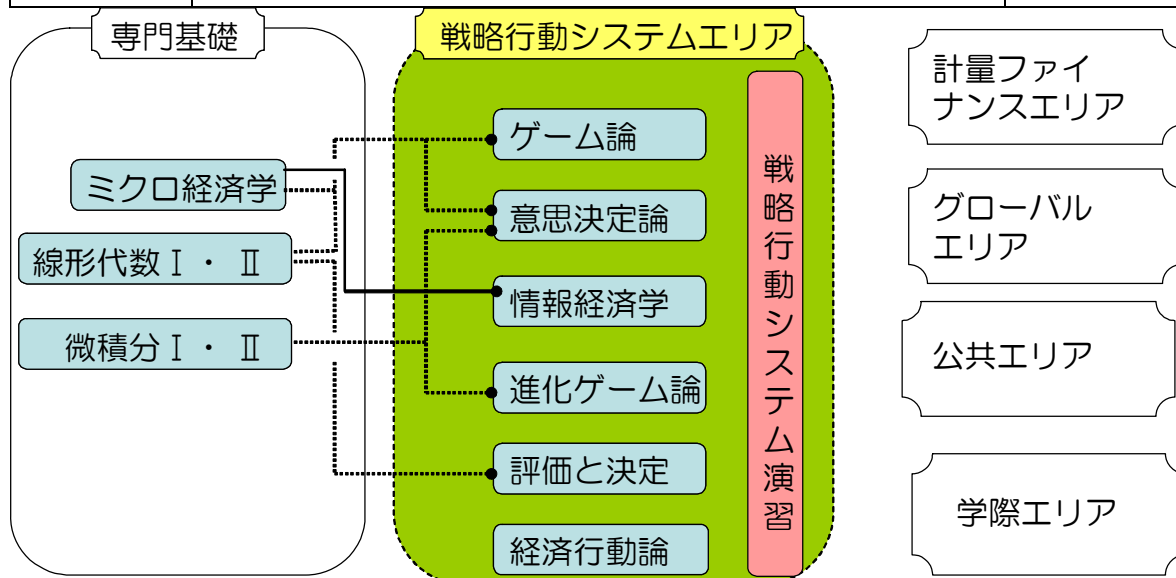 専門基礎
ミクロ経済学
線形代数Ⅰ・Ⅱ
微積分Ⅰ・Ⅱ
戦略行動システムエリア
ゲーム論
意思決定論
情報経済学
進化ゲーム論
評価と決定
経済行動論
戦略行動システム演習
計量ファイ
ナンスエリア
グローバル
エリア
公共エリア
学際エリア